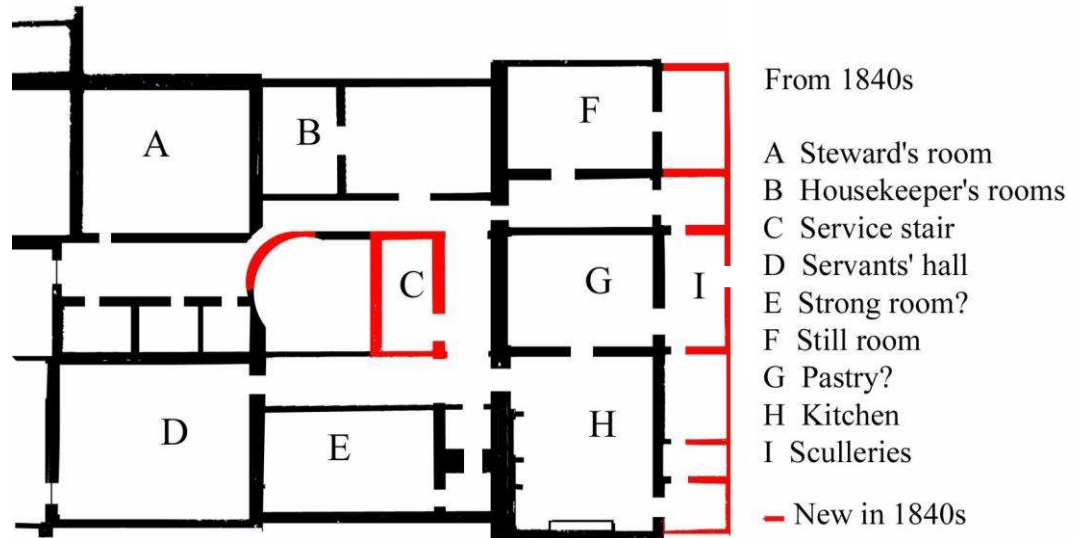 From 1840s
A Steward's room
B Housekeeper's rooms
C Service stair
D Servants' hall
E Strong room?
F Still room
G Pastry?
H Kitchen
I Sculleries
New in 1840s
A
B
F
C
G
I
D
E
H